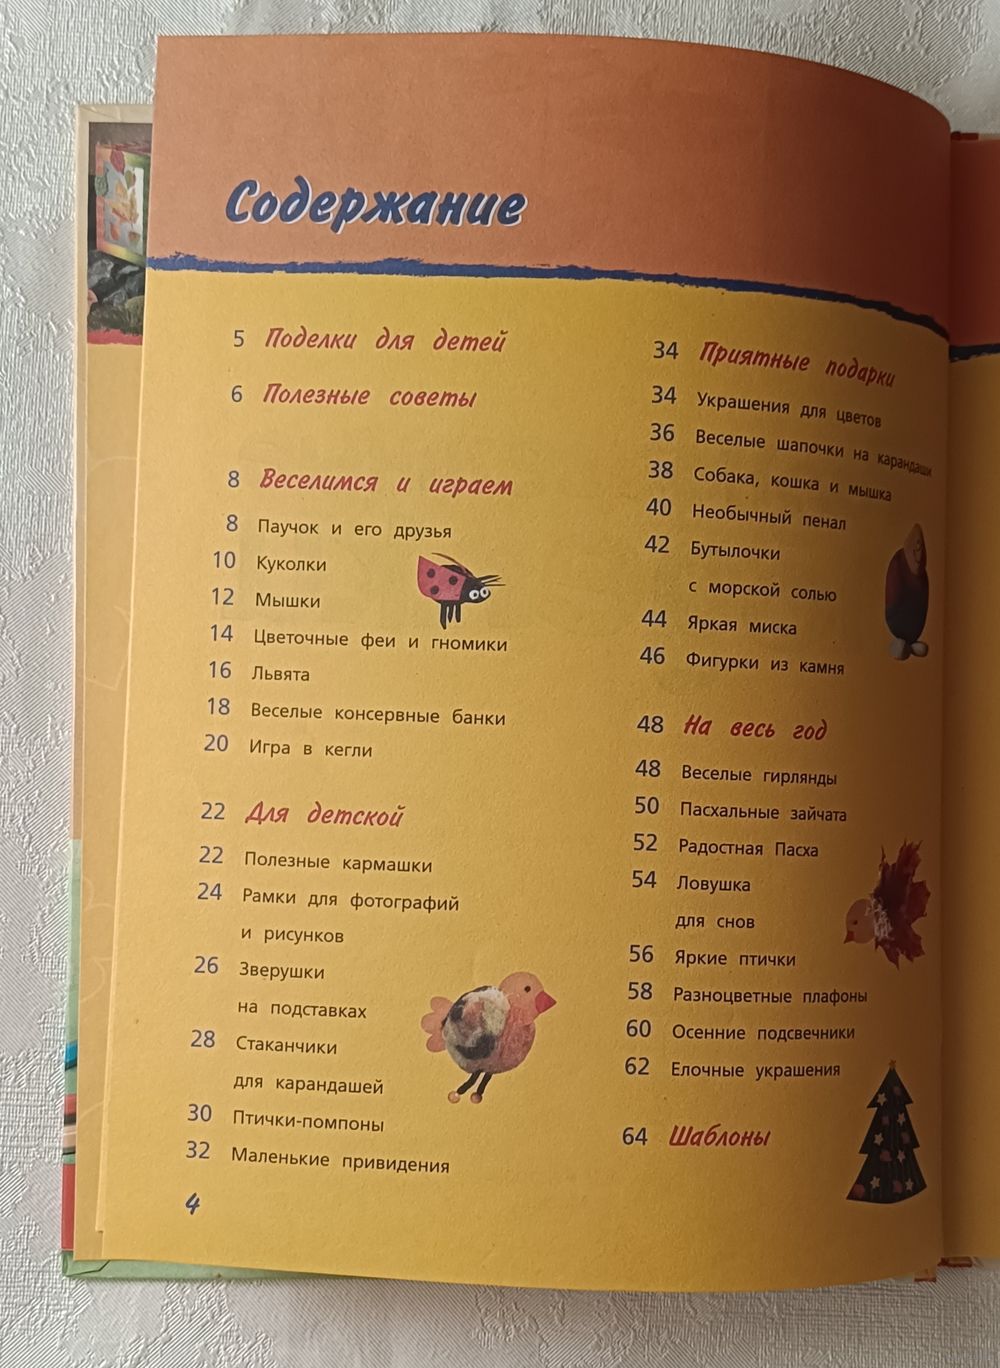 Содержание
5 Поделки для детей
6 Полезные советы
8 Веселимся и играем
8 Паучок и его друзья
10 Куколки
12 Мышки
14 Цветочные феи и гномики
16 Львята
18 Веселые консервные банки
20 Игра в кегли
22 Для детской
22 Полезные кармашки
24 Рамки для фотографий
и рисунков
26 Зверушки
на подставках
28 Стаканчики
для карандашей
30 Птички-помпоны
32 Маленькие привидения
4
34 Приятные подарки
34 Украшения для цветов
36 Веселые шапочки на карандаши
38 Собака, кошка и мышка
40 Необычный пенал
42 Бутылочки
с морской солью
44 Яркая миска
46 Фигурки из камня
48 На весь год
48 Веселые гирлянды
50 Пасхальные зайчата
52 Радостная Пасха
54 Ловушка
для снов
56 Яркие птички
58 Разноцветные плафоны
60 Осенние подсвечники
62 Елочные украшения
64 Шаблоны